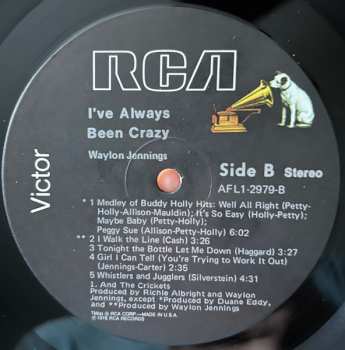 RCA
Victor
I've Always
Been Crazy
Waylon Jennings
Side B Stereo
AFL1-2979-B
* 1 Medley of Buddy Holly Hits: Well All Right (Petty-
Holly-Allison-Mauldin); It's So Easy (Holly-Petty);
Maybe Baby (Petty-Holly);
Peggy Sue (Allison-Petty-Holly) 6:02
** 2 I Walk the Line (Cash) 3:26
3 Tonight the Bottle Let Me Down (Haggard) 3:27
4 Girl I Can Tell (You're Trying to Work It Out)
(Jennings-Carter) 2:35
5 Whistlers and Jugglers (Silverstein) 4:31
1. And The Crickets
Produced by Richie Albright and Waylon
Jennings, except *Produced by Duane Eddy, and
**Produced by Waylon Jennings
TMks ® RCA CORP.—MADE IN U.S.A.
℗ 1978 RCA RECORDS